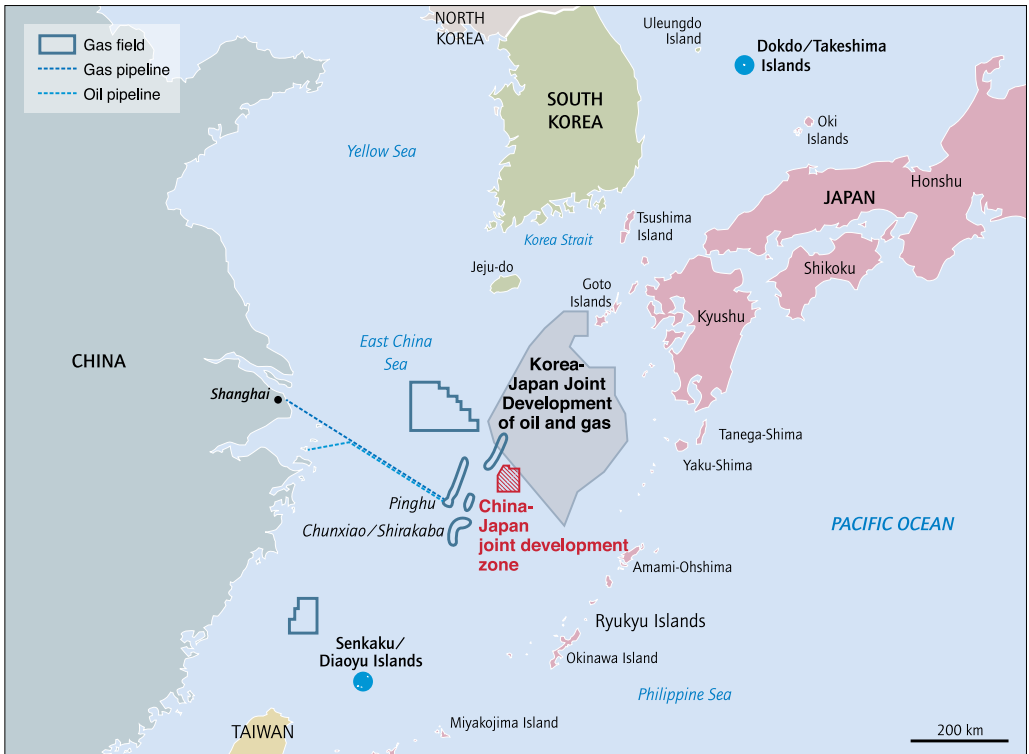 Gas field
Gas pipeline
Oil pipeline
NORTH
KOREA
Uleungdo
Island
Dokdo/Takeshima
Islands
SOUTH
KOREA
Oki
Islands
Yellow Sea
JAPAN
Honshu
Tsushima
Island
Korea Strait
Jeju-do
Shikoku
Goto
Islands
Kyushu
East China
Sea
CHINA
Korea-
Japan Joint
Development
of oil and gas
Shanghai
Tanega-Shima
Yaku-Shima
Pinghu
China-
Japan
joint development
zone
Chunxiao/Shirakaba
PACIFIC OCEAN
Amami-Ohshima
Ryukyu Islands
Senkaku/
Diaoyu Islands
Okinawa Island
Philippine Sea
Miyakojima Island
TAIWAN
200 km